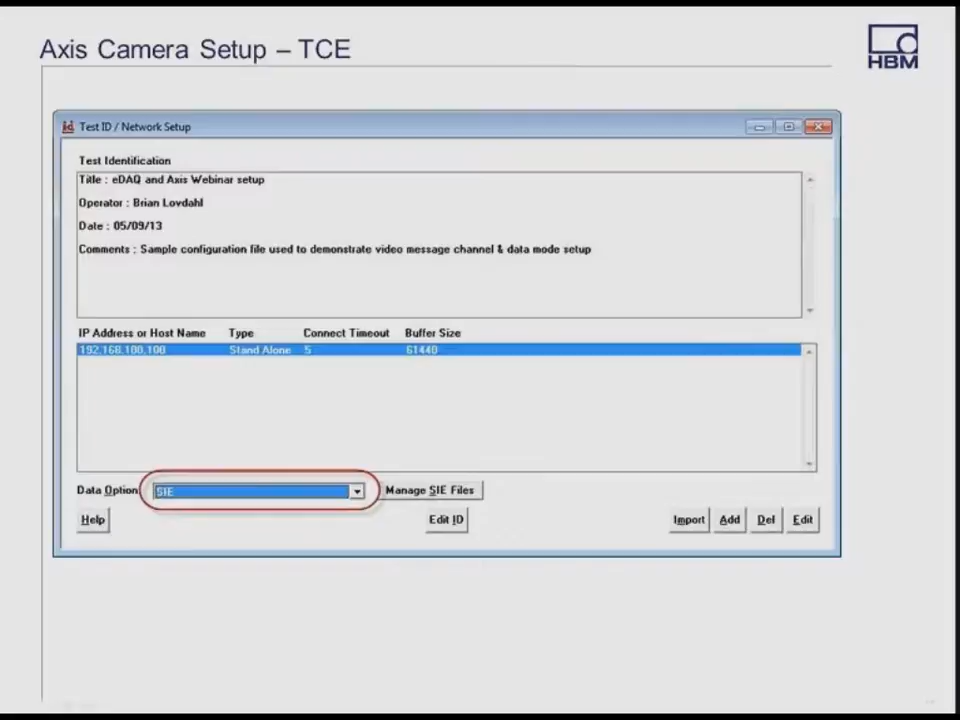 Axis Camera Setup – TCE
HBM
id Test ID / Network Setup
Test Identification
Title : eDAQ and Axis Webinar setup
Operator : Brian Lovdahl
Date : 05/09/13
Comments : Sample configuration file used to demonstrate video message channel & data mode setup
IP Address or Host Name Type Connect Timeout Buffer Size
192.168.100.100 Stand Alone 5 61440
Data Option SIE Manage SIE Files
Help Edit ID Import Add Del Edit